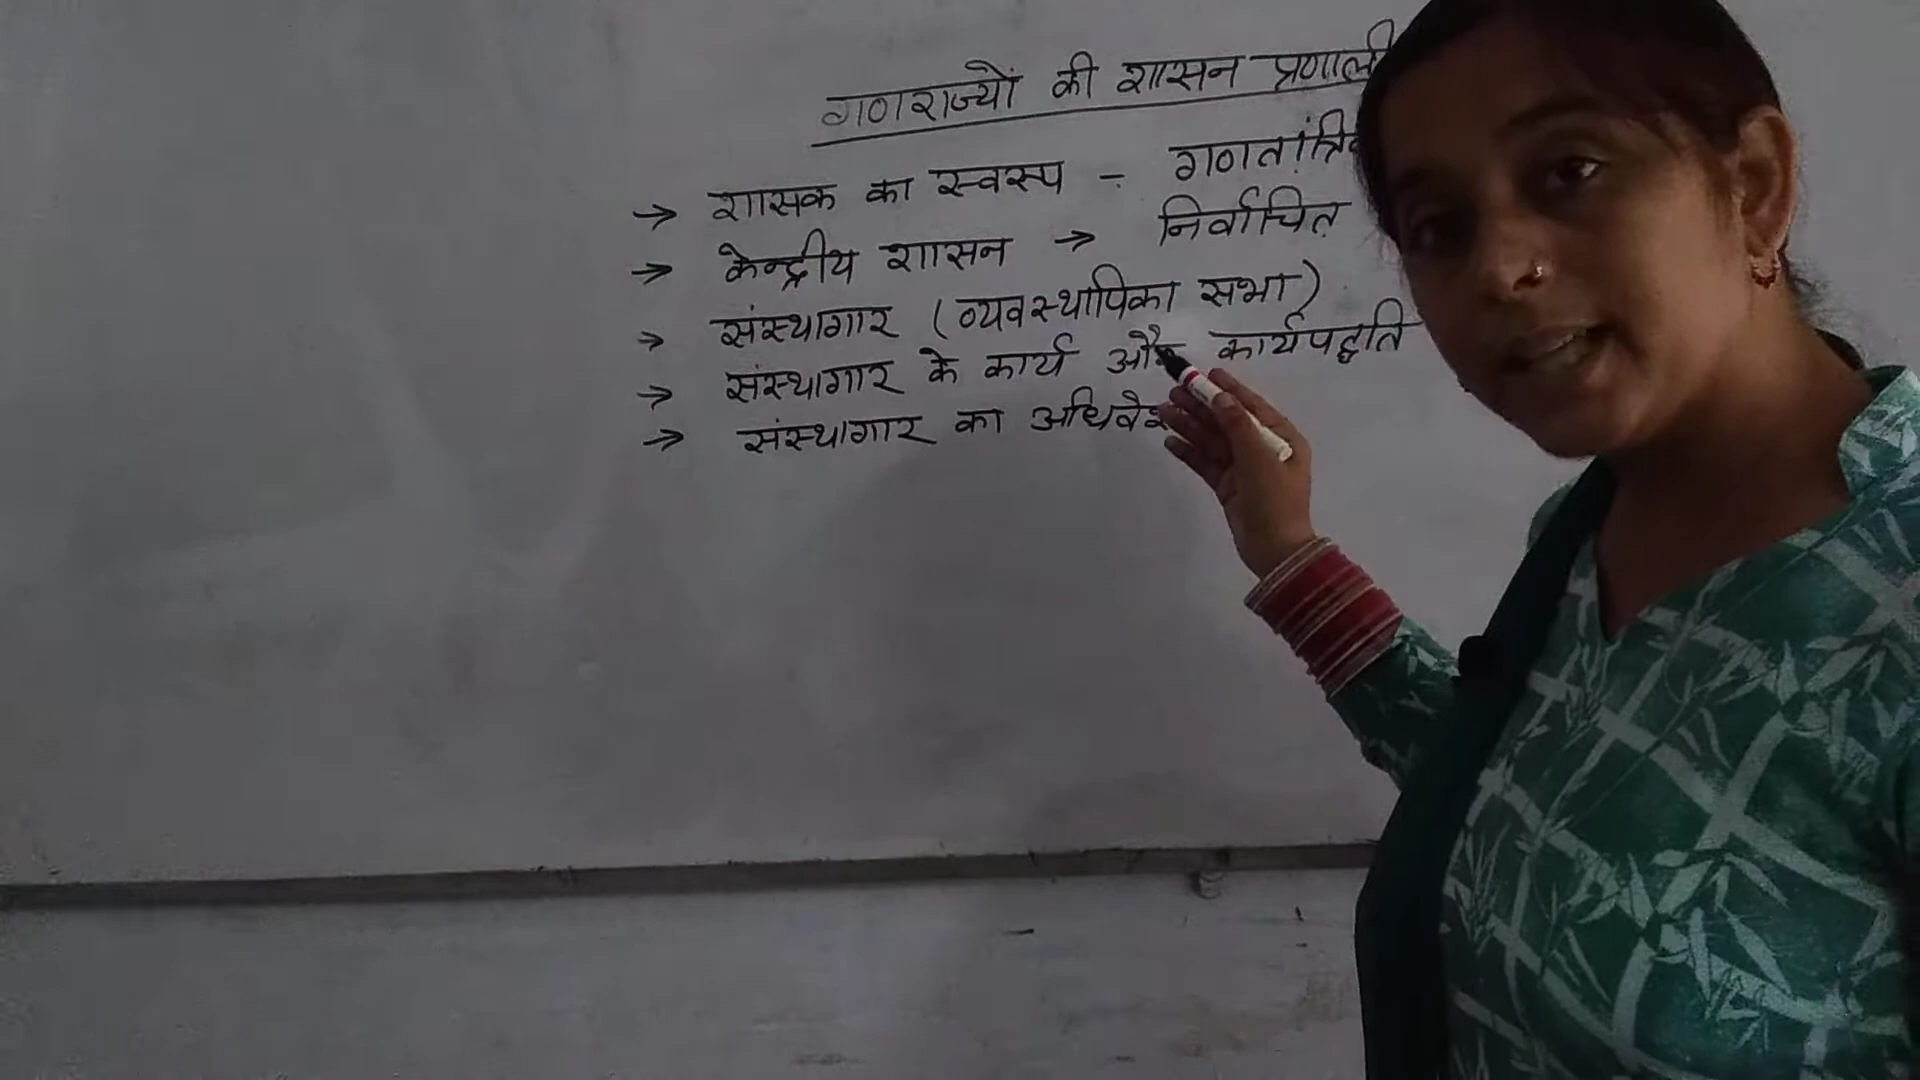 गणराज्यों की शासन प्रणाली
→ शासक का स्वरूप - गणतांत्रिक
→ केन्द्रीय शासन → निर्वाचित
→ संस्थागार (व्यवस्थापिका सभा)
→ संस्थागार के कार्य और कार्यपद्धति
→ संस्थागार का